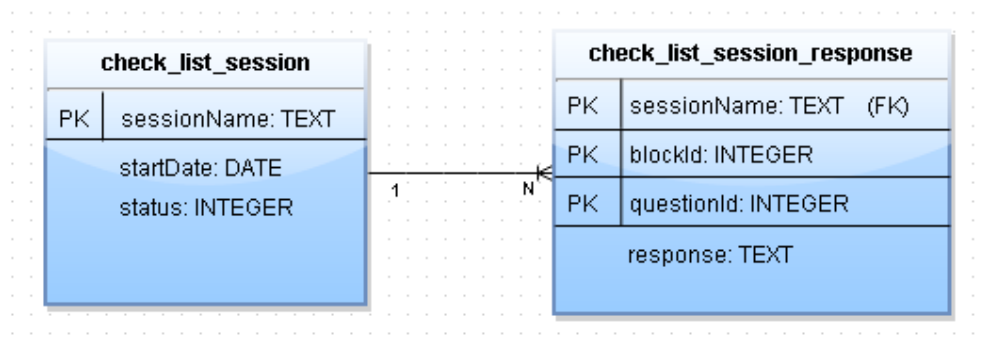 check_list_session
PK sessionName: TEXT
startDate: DATE
status: INTEGER
1
N
check_list_session_response
PK sessionName: TEXT (FK)
PK blockId: INTEGER
PK questionId: INTEGER
response: TEXT